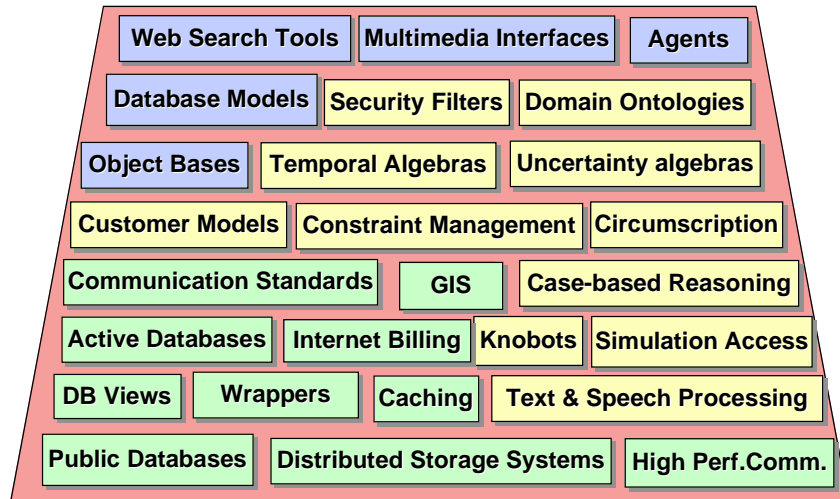 Web Search Tools Multimedia Interfaces Agents
Database Models Security Filters Domain Ontologies
Object Bases Temporal Algebras Uncertainty algebras
Customer Models Constraint Management Circumscription
Communication Standards GIS Case-based Reasoning
Active Databases Internet Billing Knobots Simulation Access
DB Views Wrappers Caching Text & Speech Processing
Public Databases Distributed Storage Systems High Perf.Comm.